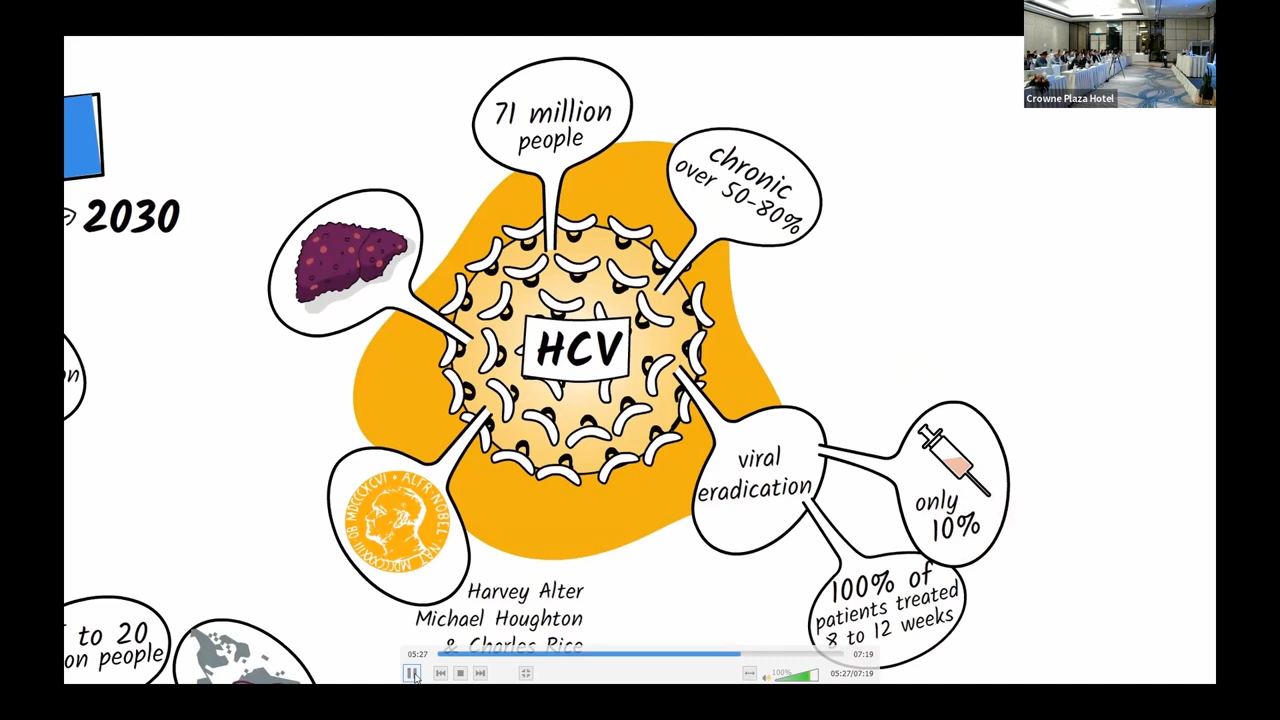 Crowne Plaza Hotel
71 million
people
chronic
over 50-80%
2030
HCV
viral
eradication
only
10%
100% of
patients treated
8 to 12 weeks
ALFR·NOBEL
Harvey Alter
Michael Houghton
& Charles Rice
to 20
on people
05:27
07:19
100%
05:27/07:19